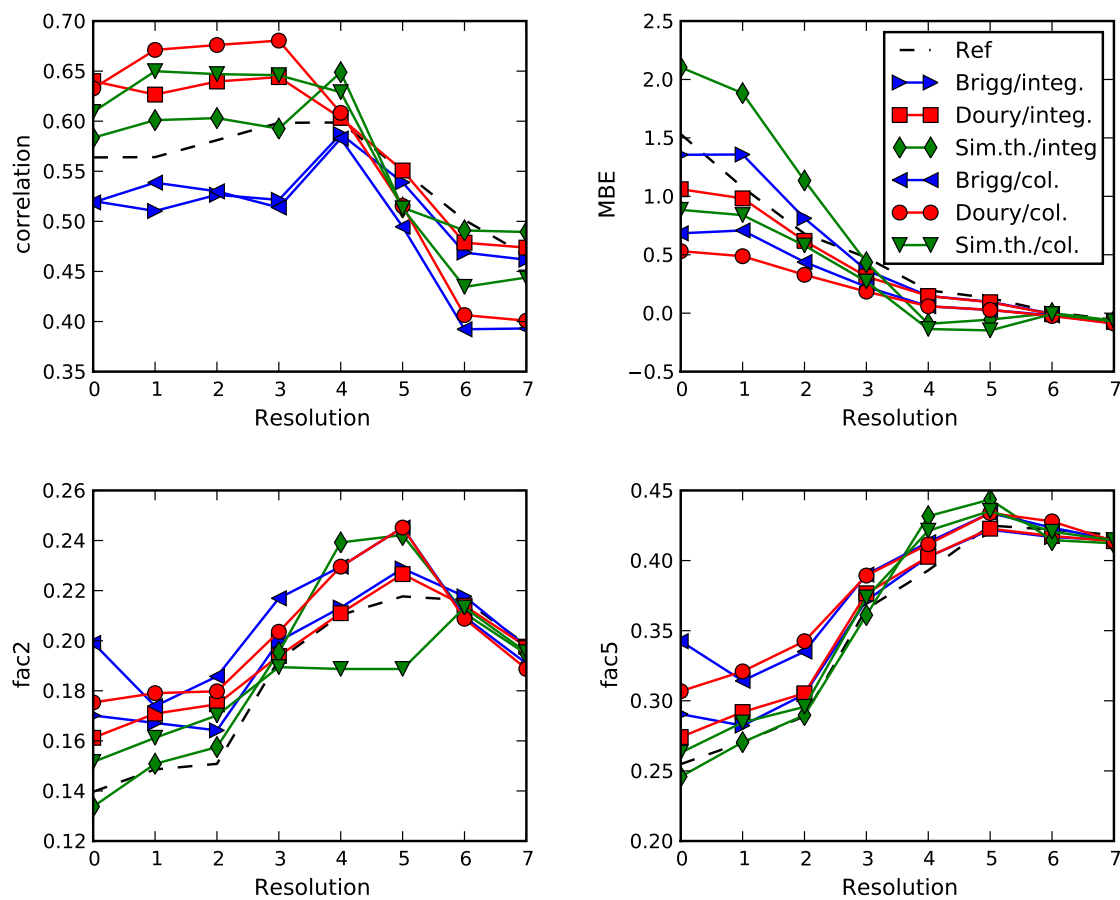 correlation
0.70
0.65
0.60
0.55
0.50
0.45
0.40
0.35
0 1 2 3 4 5 6 7
Resolution
MBE
2.5
2.0
1.5
1.0
0.5
0.0
−0.5
0 1 2 3 4 5 6 7
Resolution
Ref
Brigg/integ.
Doury/integ.
Sim.th./integ
Brigg/col.
Doury/col.
Sim.th./col.
fac2
0.26
0.24
0.22
0.20
0.18
0.16
0.14
0.12
0 1 2 3 4 5 6 7
Resolution
fac5
0.45
0.40
0.35
0.30
0.25
0.20
0 1 2 3 4 5 6 7
Resolution